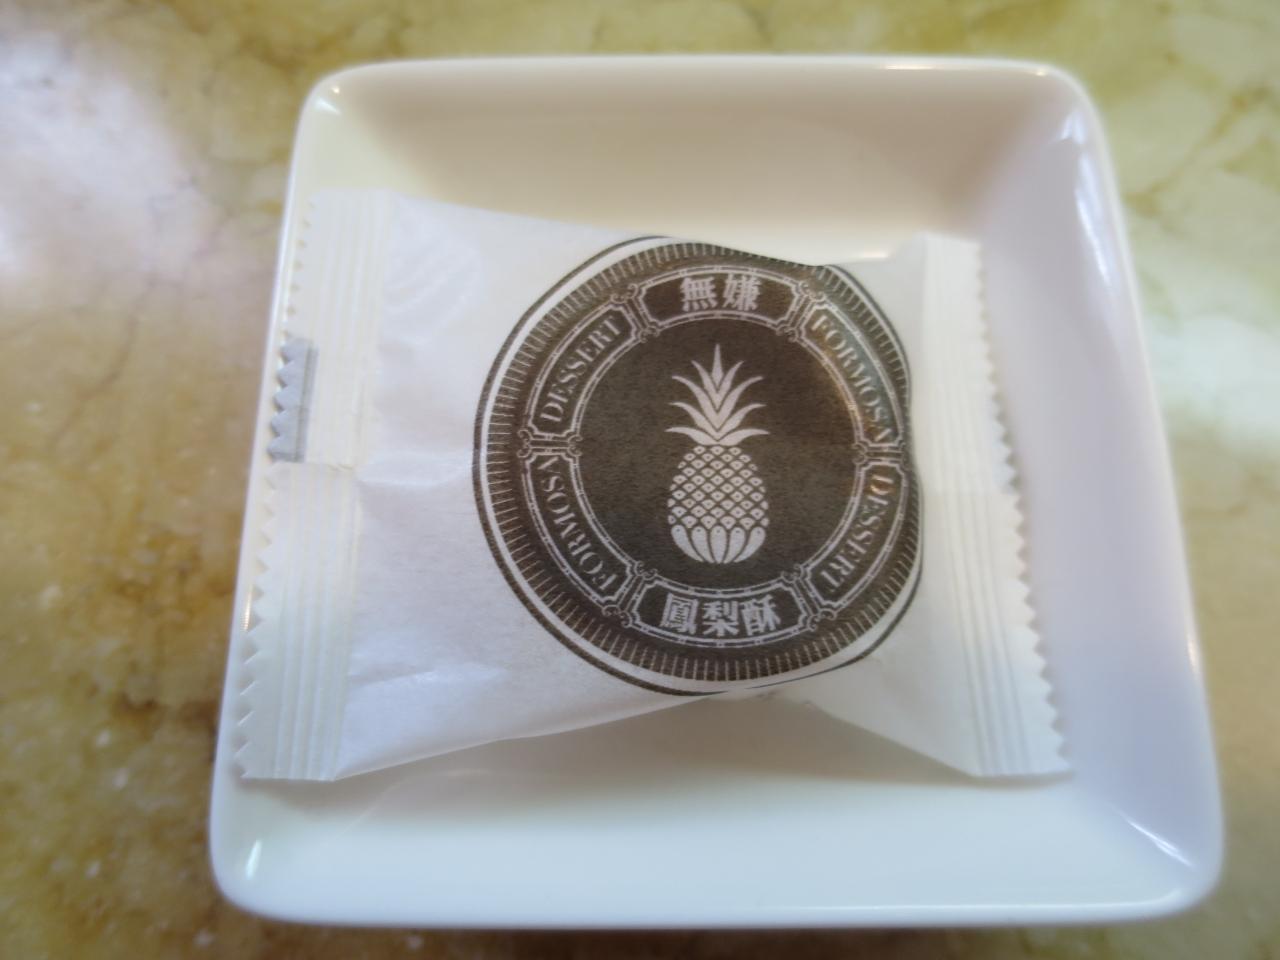 無嫌
FORMOSA
DESSERT
鳳梨酥
FORMOSA
DESSERT